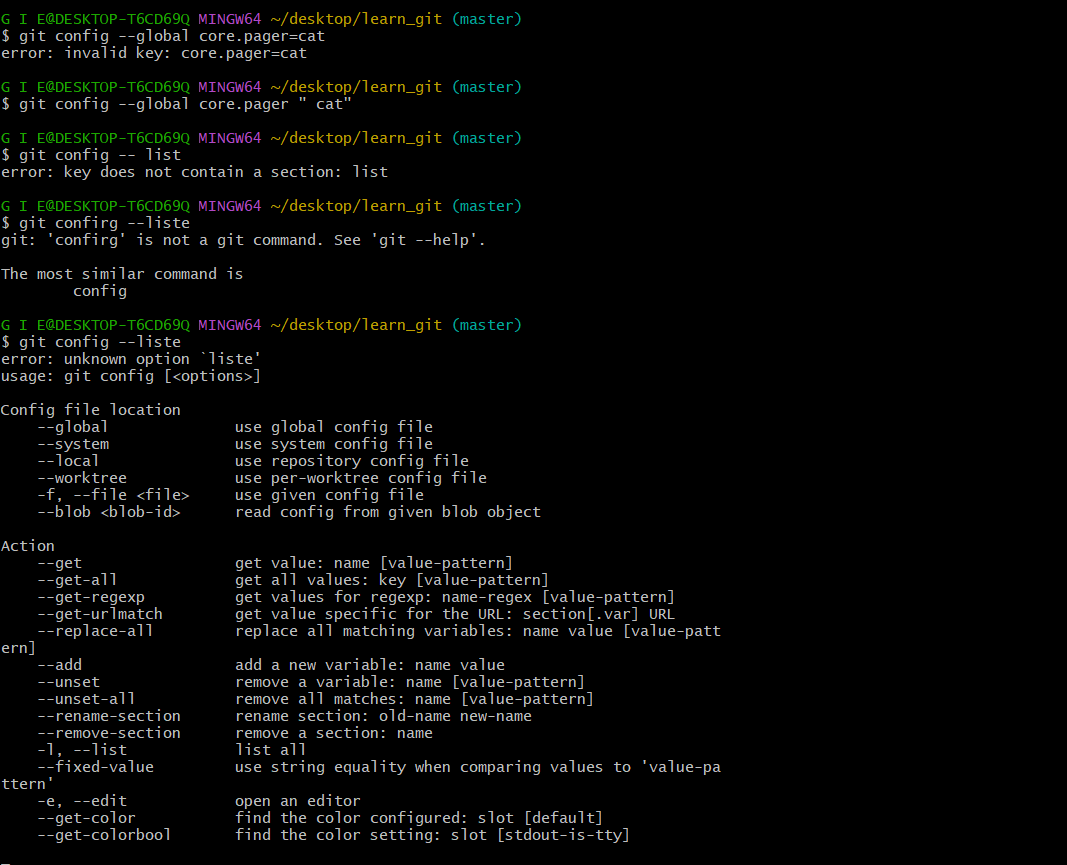 G I E@DESKTOP-T6CD69Q MINGW64 ~/desktop/learn_git (master)
$ git config --global core.pager=cat
error: invalid key: core.pager=cat
G I E@DESKTOP-T6CD69Q MINGW64 ~/desktop/learn_git (master)
$ git config --global core.pager " cat"
G I E@DESKTOP-T6CD69Q MINGW64 ~/desktop/learn_git (master)
$ git config -- list
error: key does not contain a section: list
G I E@DESKTOP-T6CD69Q MINGW64 ~/desktop/learn_git (master)
$ git confirg --liste
git: 'confirg' is not a git command. See 'git --help'.
The most similar command is
config
G I E@DESKTOP-T6CD69Q MINGW64 ~/desktop/learn_git (master)
$ git config --liste
error: unknown option `liste'
usage: git config [<options>]
Config file location
--global use global config file
--system use system config file
--local use repository config file
--worktree use per-worktree config file
-f, --file <file> use given config file
--blob <blob-id> read config from given blob object
Action
--get get value: name [value-pattern]
--get-all get all values: key [value-pattern]
--get-regexp get values for regexp: name-regex [value-pattern]
--get-urlmatch get value specific for the URL: section[.var] URL
--replace-all replace all matching variables: name value [value-patt
ern]
--add add a new variable: name value
--unset remove a variable: name [value-pattern]
--unset-all remove all matches: name [value-pattern]
--rename-section rename section: old-name new-name
--remove-section remove a section: name
-l, --list list all
--fixed-value use string equality when comparing values to 'value-pa
ttern'
-e, --edit open an editor
--get-color find the color configured: slot [default]
--get-colorbool find the color setting: slot [stdout-is-tty]